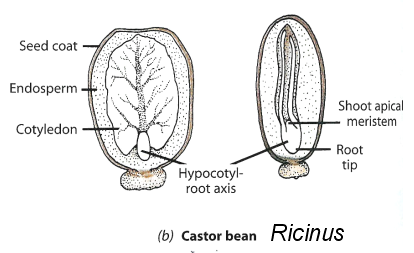 Seed coat
Endosperm
Cotyledon
Hypocotyl-
root axis
Shoot apical
meristem
Root
tip
(b) Castor bean Ricinus